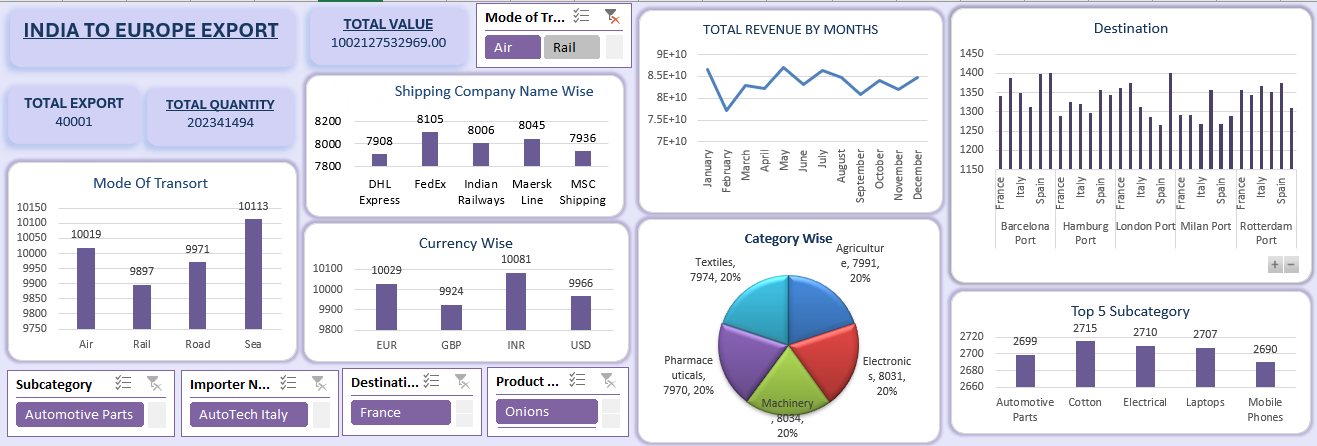 INDIA TO EUROPE EXPORT
TOTAL VALUE
1002127532969.00
Mode of Tr...
Air
Rail
TOTAL EXPORT
40001
TOTAL QUANTITY
202341494
Mode Of Transort
10150
10100
10050
10000
9950
9900
9850
9800
9750
10019
9897
9971
10113
Air
Rail
Road
Sea
Shipping Company Name Wise
8200
8000
7800
7908
8105
8006
8045
7936
DHL
Express
FedEx
Indian
Railways
Maersk
Line
MSC
Shipping
Currency Wise
10100
10000
9900
9800
10029
9924
10081
9966
EUR
GBP
INR
USD
TOTAL REVENUE BY MONTHS
9E+10
8.5E+10
8E+10
7.5E+10
7E+10
January
February
March
April
May
June
July
August
September
October
November
December
Category Wise
Agricultur
e, 7991,
20%
Electronic
s, 8031,
20%
Machinery
, 8034,
20%
Pharmace
uticals,
7970, 20%
Textiles,
7974, 20%
Destination
1450
1400
1350
1300
1250
1200
1150
France
Italy
Spain
France
Italy
Spain
France
Italy
Spain
France
Italy
Spain
France
Italy
Spain
Barcelona
Port
Hamburg
Port
London Port
Milan Port
Rotterdam
Port
+ −
Top 5 Subcategory
2720
2700
2680
2660
2699
2715
2710
2707
2690
Automotive
Parts
Cotton
Electrical
Laptops
Mobile
Phones
Subcategory
Automotive Parts
Importer N...
AutoTech Italy
Destinati...
France
Product ...
Onions